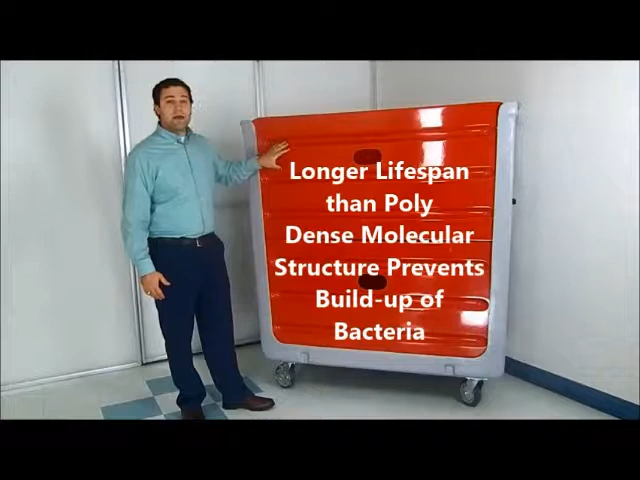 Longer Lifespan
than Poly
Dense Molecular
Structure Prevents
Build-up of
Bacteria